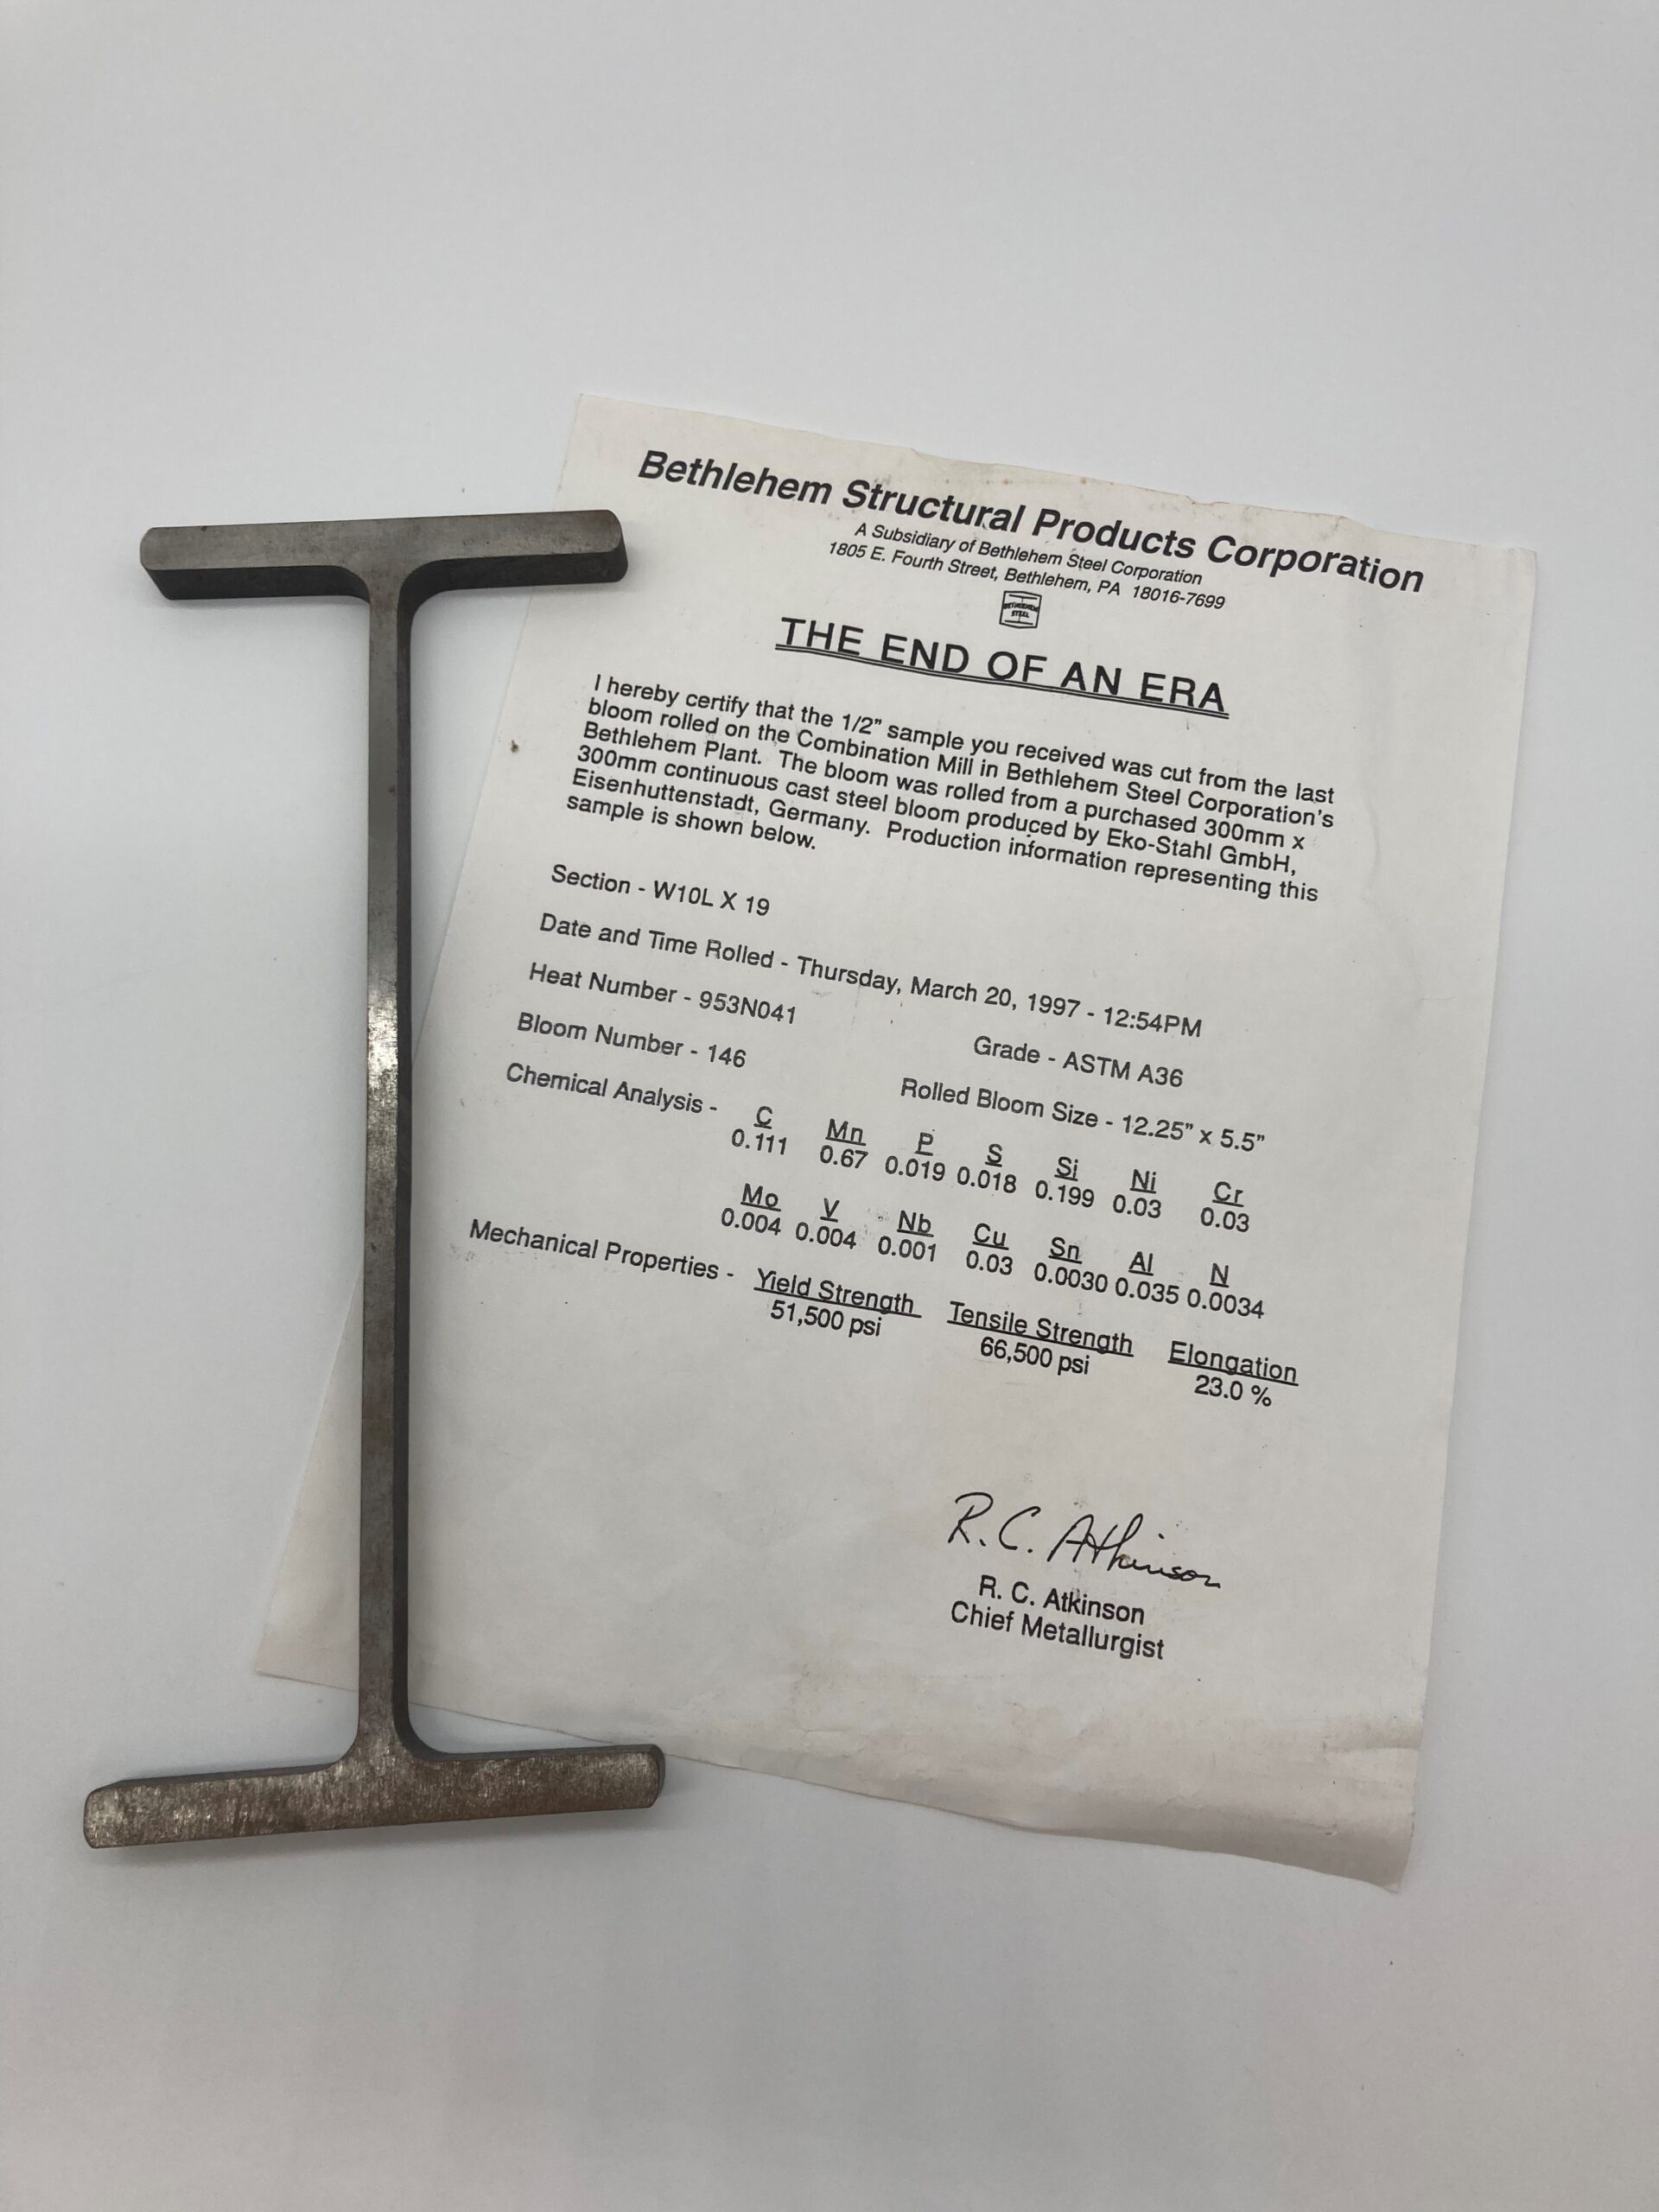 Bethlehem Structural Products Corporation
A Subsidiary of Bethlehem Steel Corporation
1805 E. Fourth Street, Bethlehem, PA 18016-7699
BETHLEHEM
STEEL
THE END OF AN ERA
I hereby certify that the 1/2" sample you received was cut from the last
bloom rolled on the Combination Mill in Bethlehem Steel Corporation's
Bethlehem Plant. The bloom was rolled from a purchased 300mm x
300mm continuous cast steel bloom produced by Eko-Stahl GmbH,
Eisenhuttenstadt, Germany. Production information representing this
sample is shown below.
Section - W10L X 19
Date and Time Rolled - Thursday, March 20, 1997 - 12:54PM
Heat Number - 953N041 Grade - ASTM A36
Bloom Number - 146 Rolled Bloom Size - 12.25" x 5.5"
Chemical Analysis - C Mn P S Si Ni Cr
0.111 0.67 0.019 0.018 0.199 0.03 0.03
Mo V Nb Cu Sn Al N
0.004 0.004 0.001 0.03 0.0030 0.035 0.0034
Mechanical Properties - Yield Strength Tensile Strength Elongation
51,500 psi 66,500 psi 23.0 %
R. C. Atkinson
R. C. Atkinson
Chief Metallurgist